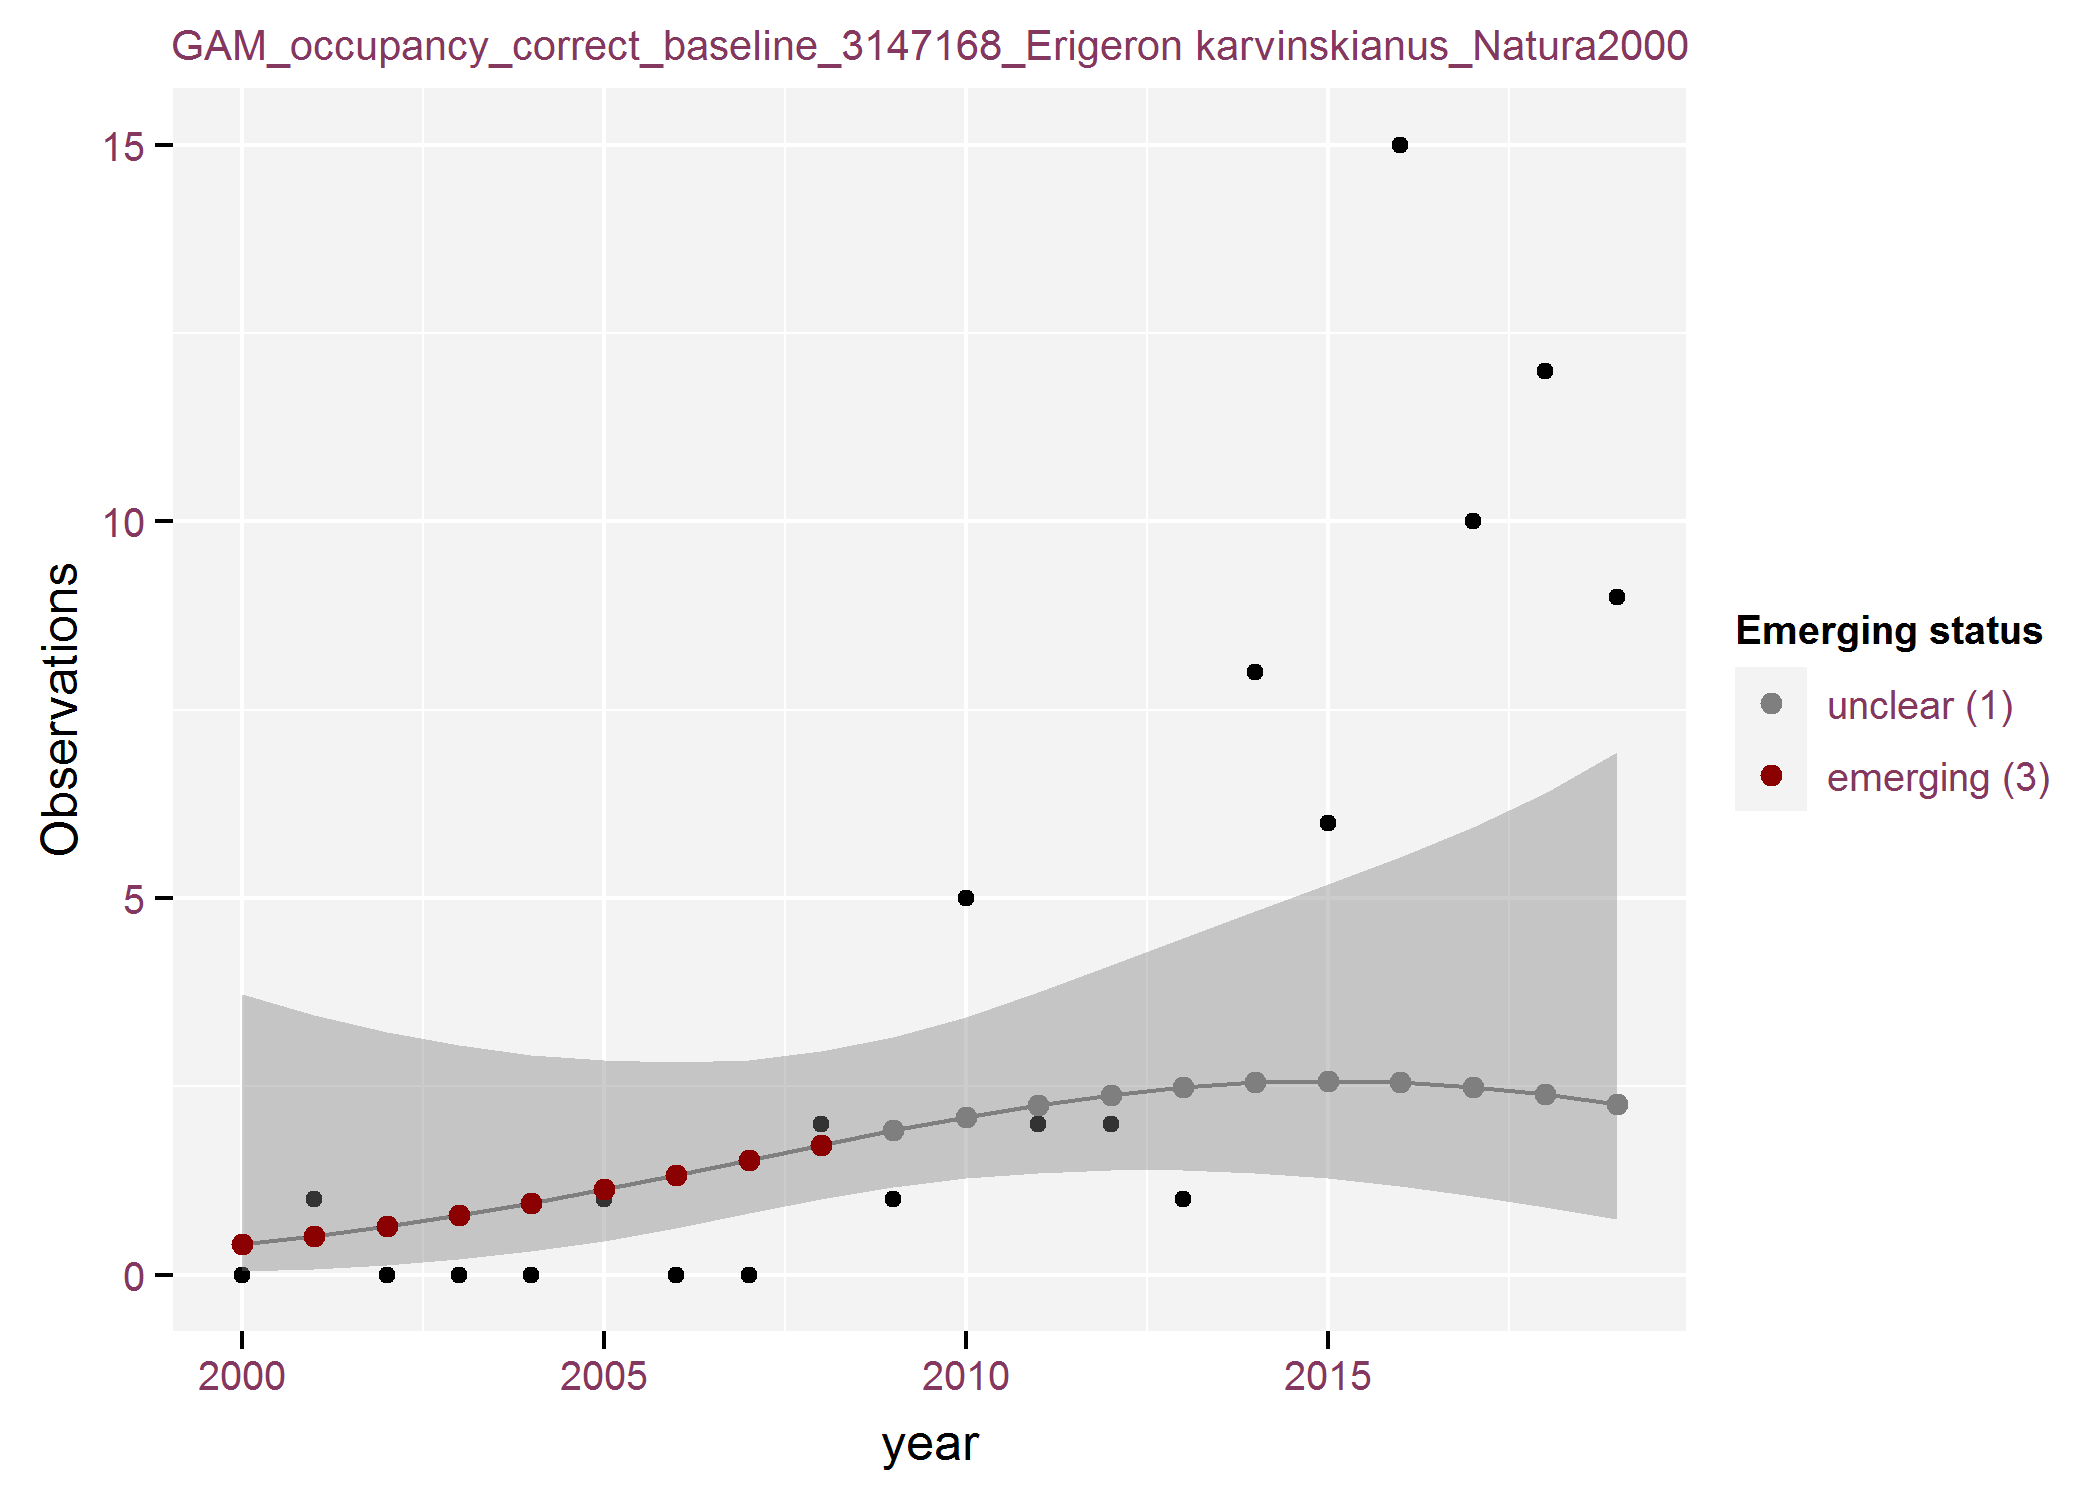 GAM_occupancy_correct_baseline_3147168_Erigeron karvinskianus_Natura2000
15
10
5
0
Observations
2000 2005 2010 2015
year
Emerging status
unclear (1)
emerging (3)